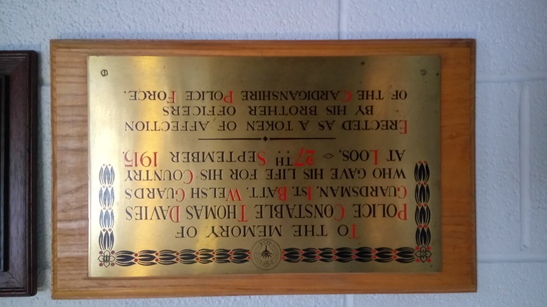 TO THE MEMORY OF
POLICE CONSTABLE THOMAS DAVIES
GUARDSMAN 1ST BATT. WELSH GUARDS
WHO GAVE HIS LIFE FOR HIS COUNTRY
AT LOOS, 27TH SEPTEMBER 1915.
ERECTED AS A TOKEN OF AFFECTION
BY HIS BROTHER OFFICERS
OF THE CARDIGANSHIRE POLICE FORCE.